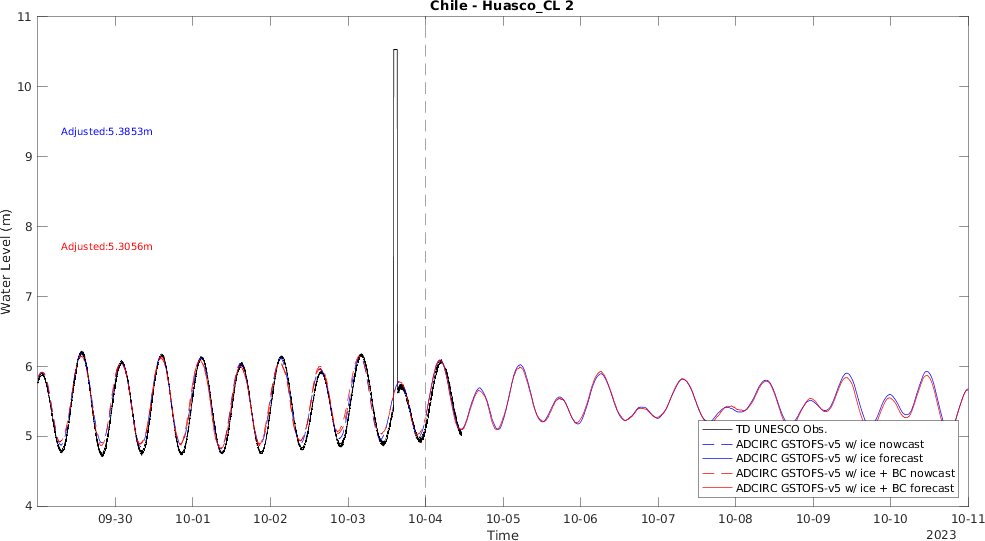 Chile - Huasco_CL 2
11
10
9
8
7
6
5
4
Water Level (m)
Adjusted:5.3853m
Adjusted:5.3056m
TD UNESCO Obs.
ADCIRC GSTOFS-v5 w/ ice nowcast
ADCIRC GSTOFS-v5 w/ ice forecast
ADCIRC GSTOFS-v5 w/ ice + BC nowcast
ADCIRC GSTOFS-v5 w/ ice + BC forecast
09-30 10-01 10-02 10-03 10-04 10-05 10-06 10-07 10-08 10-09 10-10 10-11
Time
2023